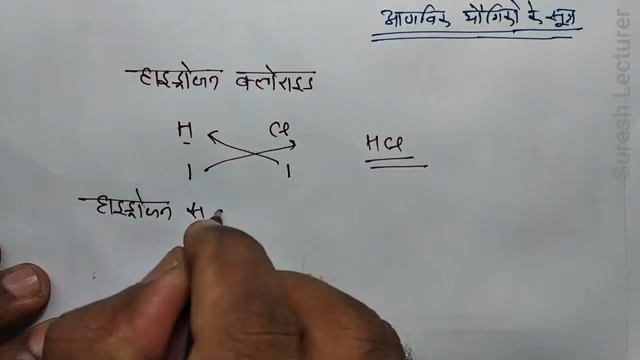 आणविक यौगिकों के सूत्र
हाइड्रोजन क्लोराइड
H Cl
1 1
HCl
हाइड्रोजन स
Suresh Lecturer